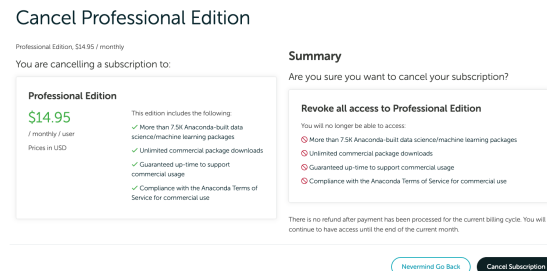 Cancel Professional Edition
Professional Edition, $14.95 / monthly
You are cancelling a subscription to:
Professional Edition
$14.95
/ monthly / user
Prices in USD
This edition includes the following:
✓ More than 7.5K Anaconda-built data
science/machine learning packages
✓ Unlimited commercial package downloads
✓ Guaranteed up-time to support
commercial usage
✓ Compliance with the Anaconda Terms of
Service for commercial use
Summary
Are you sure you want to cancel your subscription?
Revoke all access to Professional Edition
You will no longer be able to access:
More than 7.5K Anaconda-built data science/machine learning packages
Unlimited commercial package downloads
Guaranteed up-time to support commercial usage
Compliance with the Anaconda Terms of Service for commercial use
There is no refund after payment has been processed for the current billing cycle. You will
continue to have access until the end of the current month.
Nevermind Go Back
Cancel Subscription